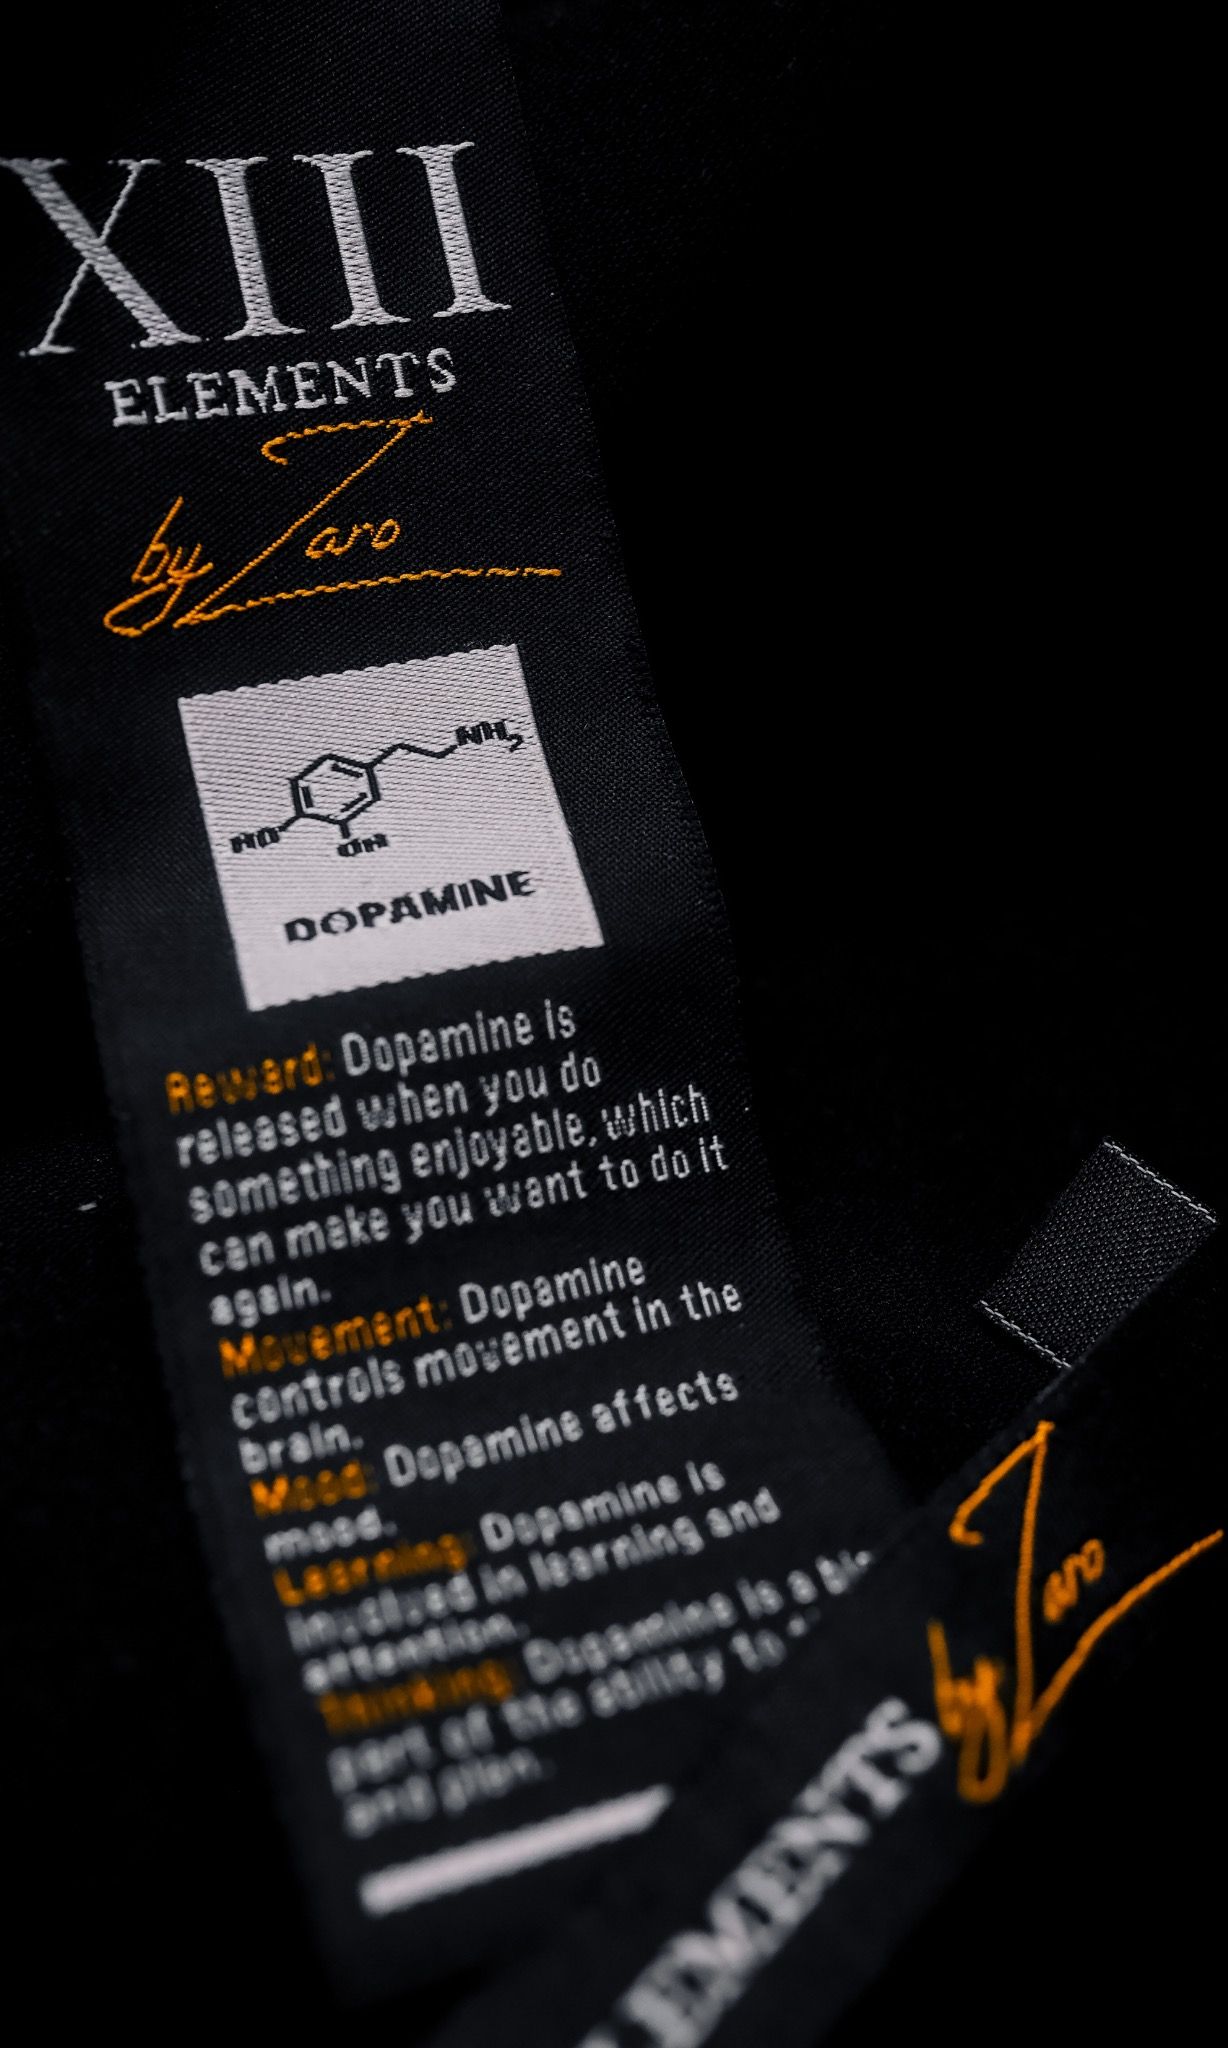 XIII
ELEMENTS
by Zaro
NH2
HO
OH
DOPAMINE
Reward: Dopamine is
released when you do
something enjoyable, which
can make you want to do it
again.
Movement: Dopamine
controls movement in the
brain.
Mood: Dopamine affects
mood.
Learning: Dopamine is
involved in learning and
attention.
Thinking: Dopamine is a
part of the ability to
and plan.
by Zaro
EMENTS